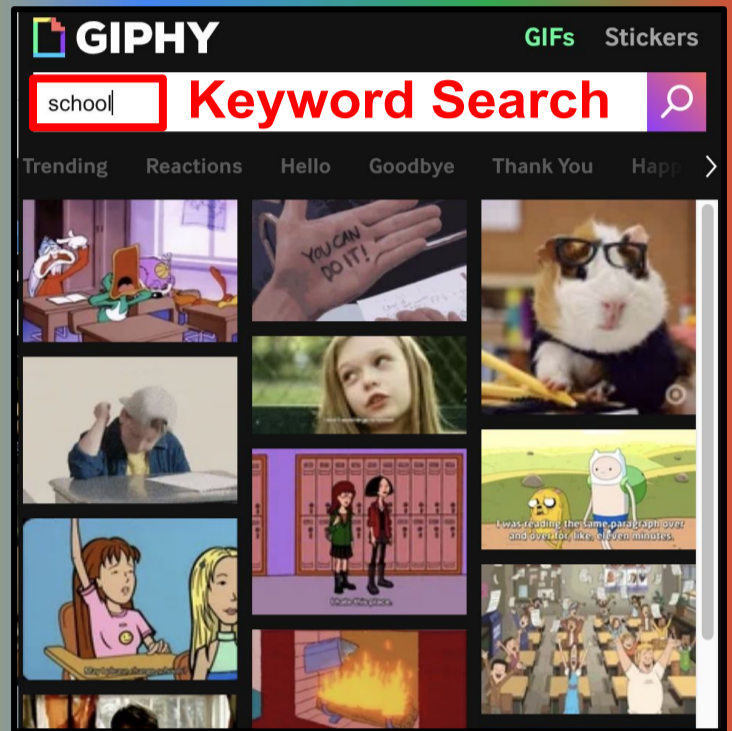 GIPHY
GIFs Stickers
school
Keyword Search
Trending Reactions Hello Goodbye Thank You Happ
YOU CAN
DO IT!
I was reading the same paragraph over
and over for, like, eleven minutes.
I hate this place.